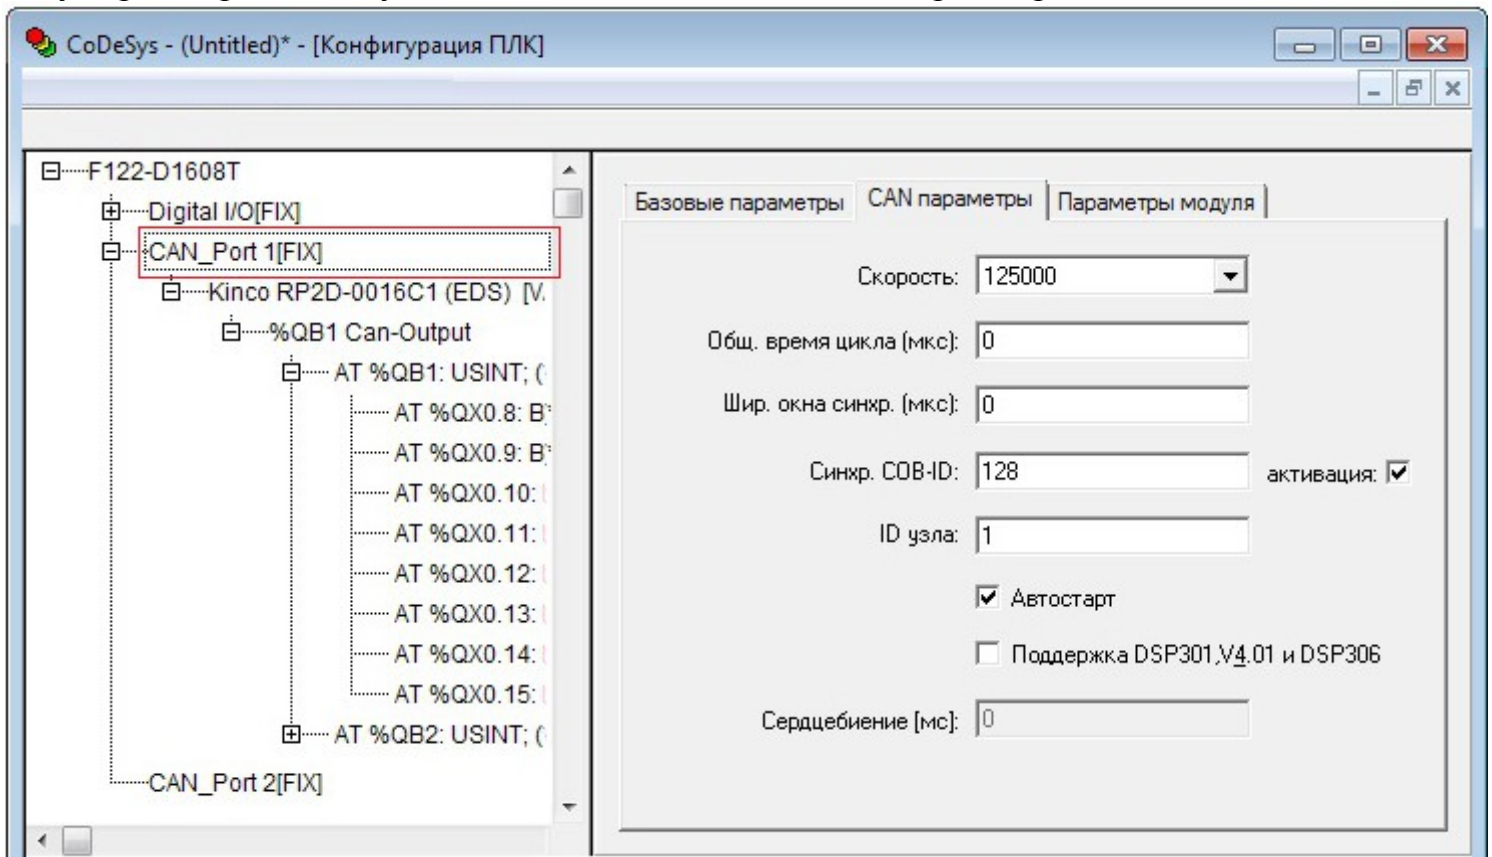 CoDeSys - (Untitled)* - [Конфигурация ПЛК]
F122-D1608T
Digital I/O[FIX]
CAN_Port 1[FIX]
Kinco RP2D-0016C1 (EDS) [V.
%QB1 Can-Output
AT %QB1: USINT; (
AT %QX0.8: B
AT %QX0.9: B
AT %QX0.10:
AT %QX0.11:
AT %QX0.12:
AT %QX0.13:
AT %QX0.14:
AT %QX0.15:
AT %QB2: USINT; (
CAN_Port 2[FIX]
Базовые параметры CAN параметры Параметры модуля
Скорость: 125000
Общ. время цикла (мкс): 0
Шир. окна синхр. (мкс): 0
Синхр. COB-ID: 128 активация:
ID узла: 1
Автостарт
Поддержка DSP301,V4.01 и DSP306
Сердцебиение [мс]: 0